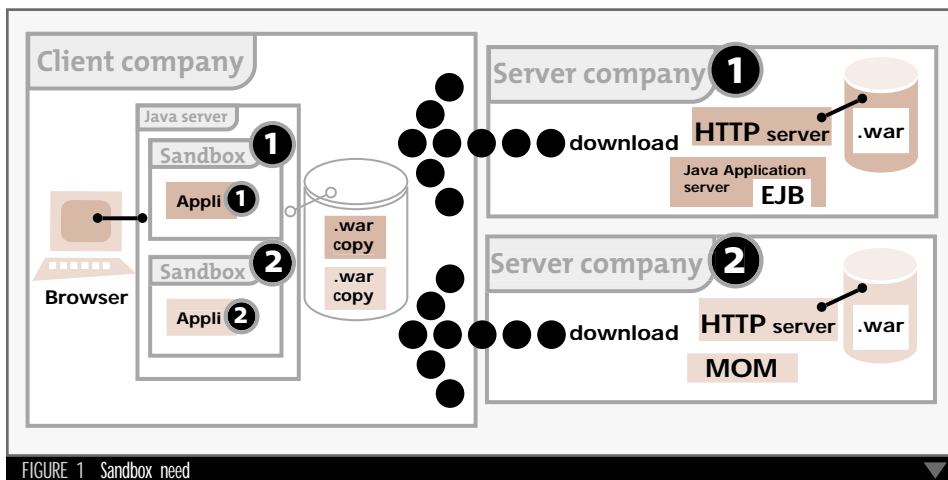 Client company
Java server
Sandbox 1
Appli 1
Sandbox 2
Appli 2
Browser
.war
copy
.war
copy
Server company 1
download
HTTP server
.war
Java Application
server
EJB
Server company 2
download
HTTP server
.war
MOM
FIGURE 1 Sandbox need